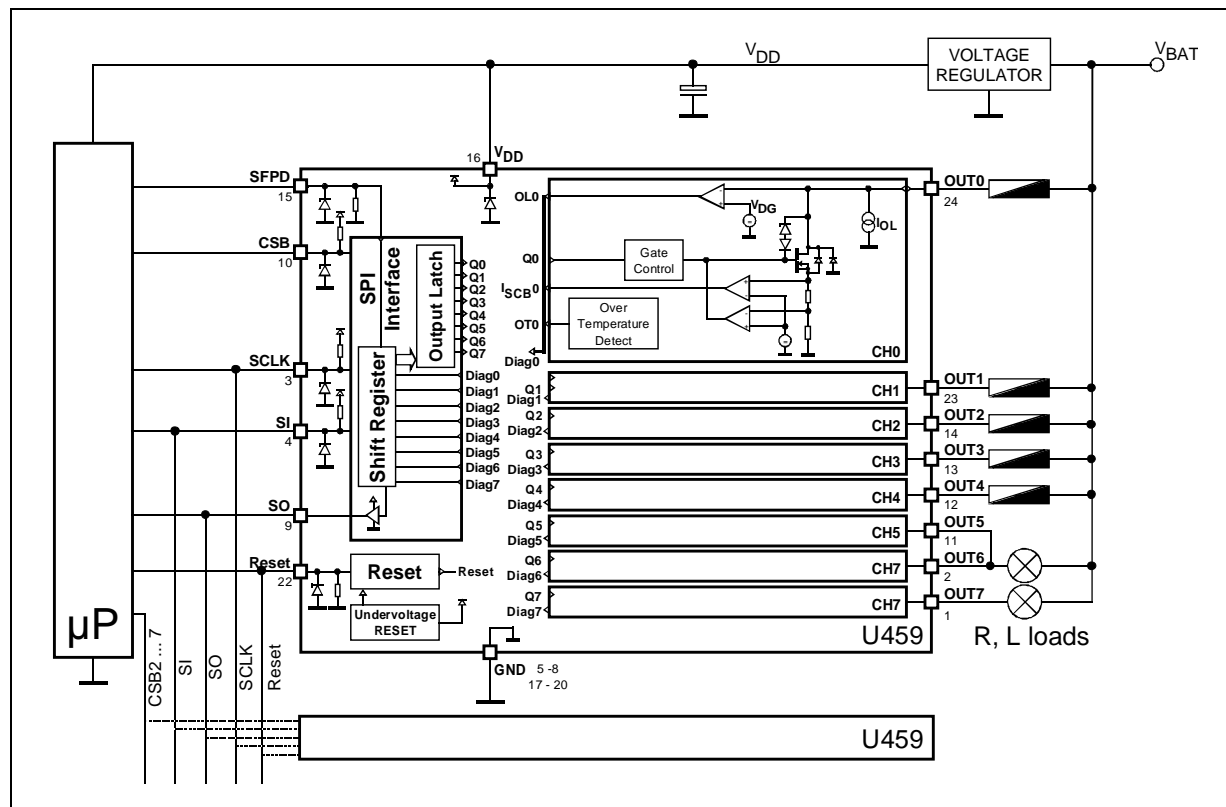 VDD
VOLTAGE
REGULATOR
VBAT
16
VDD
SFPD
15
CSB
10
SCLK
3
SI
4
SO
9
Reset
22
µP
SPI
Interface
Shift Register
Output Latch
Q0
Q1
Q2
Q3
Q4
Q5
Q6
Q7
Diag0
Diag1
Diag2
Diag3
Diag4
Diag5
Diag6
Diag7
OL0
Q0
ISCB0
OT0
Diag0
VDG
IOL
Gate
Control
Over
Temperature
Detect
CH0
OUT0
24
Q1
Diag1
CH1
OUT1
23
Q2
Diag2
CH2
OUT2
14
Q3
Diag3
CH3
OUT3
13
Q4
Diag4
CH4
OUT4
12
Q5
Diag5
CH5
OUT5
11
Q6
Diag6
CH7
OUT6
2
Q7
Diag7
CH7
OUT7
1
Reset
Reset
Undervoltage
RESET
U459
R, L loads
GND
5 -8
17 - 20
CSB2 ... 7
SI
SO
SCLK
Reset
U459